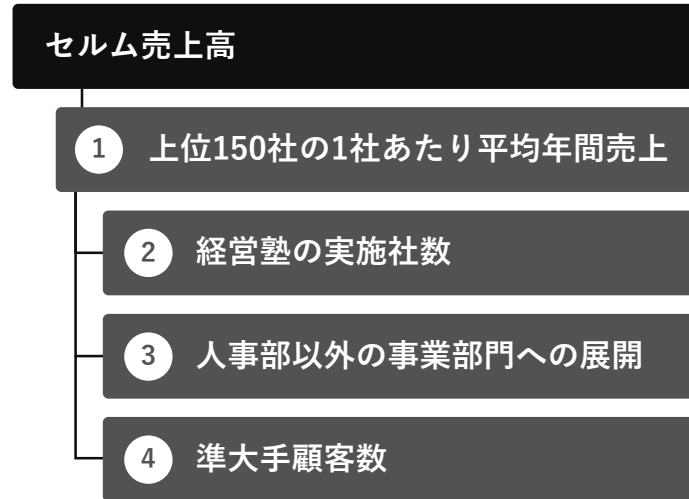 セルム売上高
1 上位150社の1社あたり平均年間売上
2 経営塾の実施社数
3 人事部以外の事業部門への展開
4 準大手顧客数